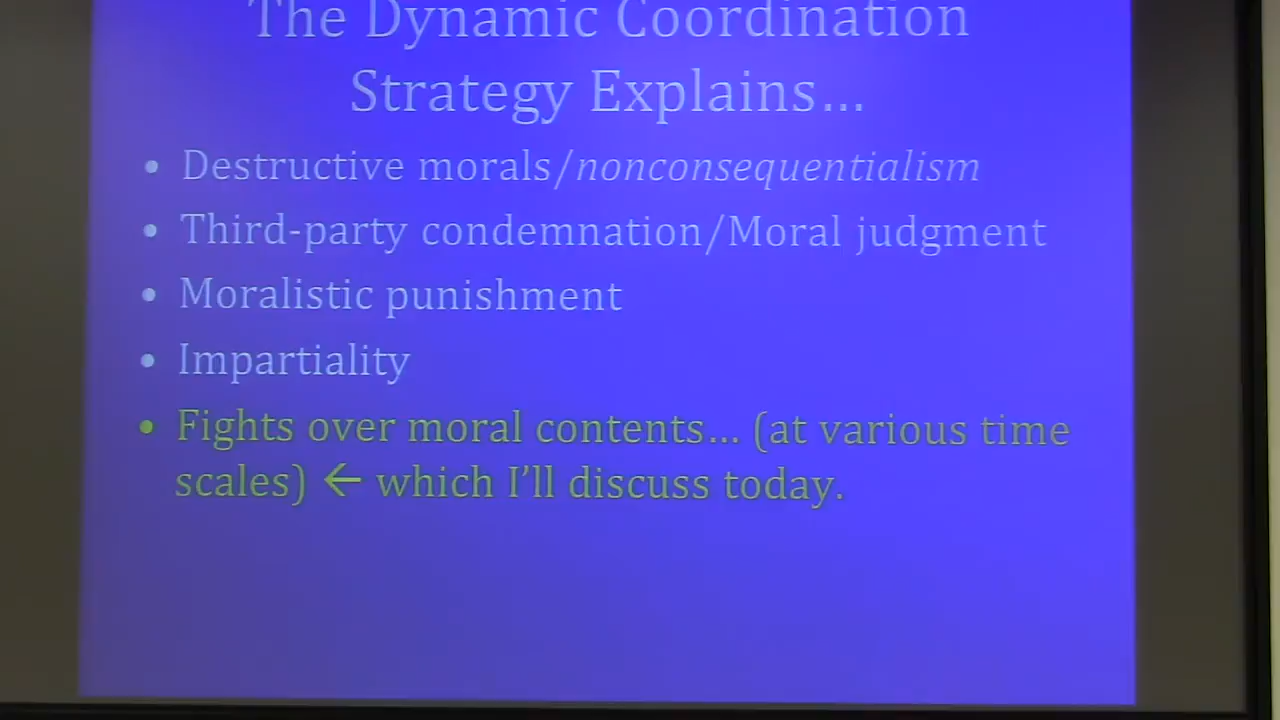 The Dynamic Coordination
Strategy Explains...
• Destructive morals/nonconsequentialism
• Third-party condemnation/Moral judgment
• Moralistic punishment
• Impartiality
• Fights over moral contents... (at various time
scales) ← which I'll discuss today.